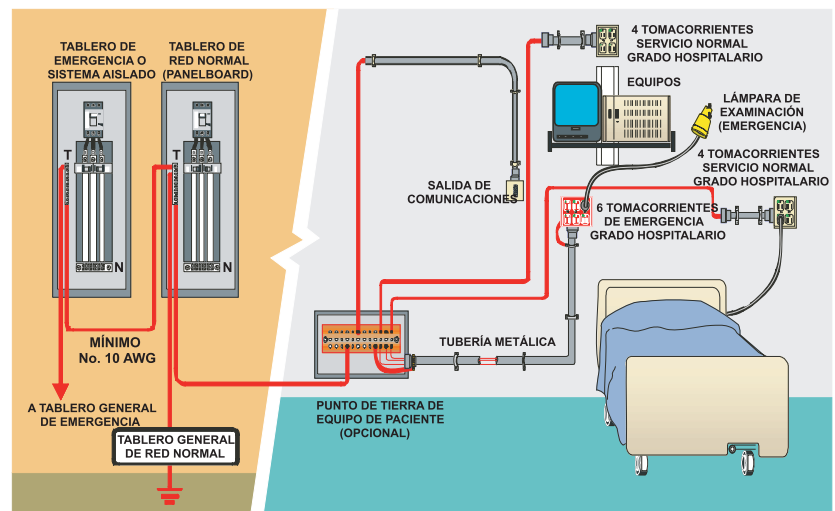 TABLERO DE
EMERGENCIA O
SISTEMA AISLADO
TABLERO DE
RED NORMAL
(PANELBOARD)
4 TOMACORRIENTES
SERVICIO NORMAL
GRADO HOSPITALARIO
EQUIPOS
LÁMPARA DE
EXAMINACIÓN
(EMERGENCIA)
4 TOMACORRIENTES
SERVICIO NORMAL
GRADO HOSPITALARIO
T
T
SALIDA DE
COMUNICACIONES
6 TOMACORRIENTES
DE EMERGENCIA
GRADO HOSPITALARIO
N
N
MÍNIMO
No. 10 AWG
TUBERÍA METÁLICA
A TABLERO GENERAL
DE EMERGENCIA
PUNTO DE TIERRA DE
EQUIPO DE PACIENTE
(OPCIONAL)
TABLERO GENERAL
DE RED NORMAL